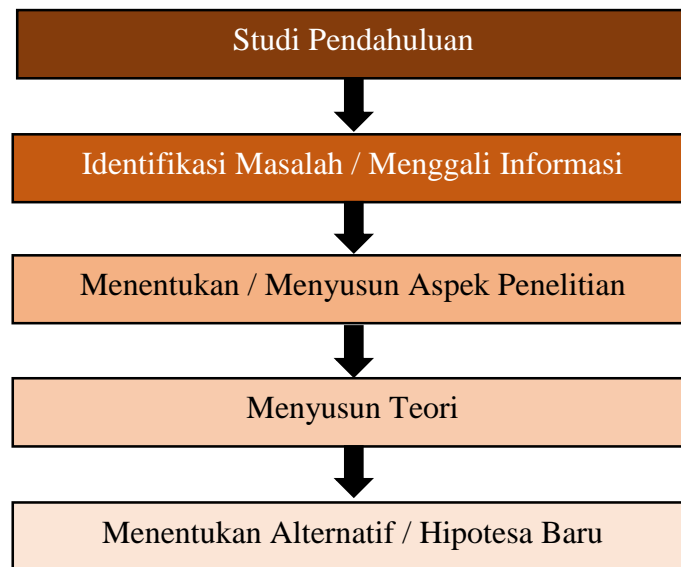 Studi Pendahuluan
Identifikasi Masalah / Menggali Informasi
Menentukan / Menyusun Aspek Penelitian
Menyusun Teori
Menentukan Alternatif / Hipotesa Baru